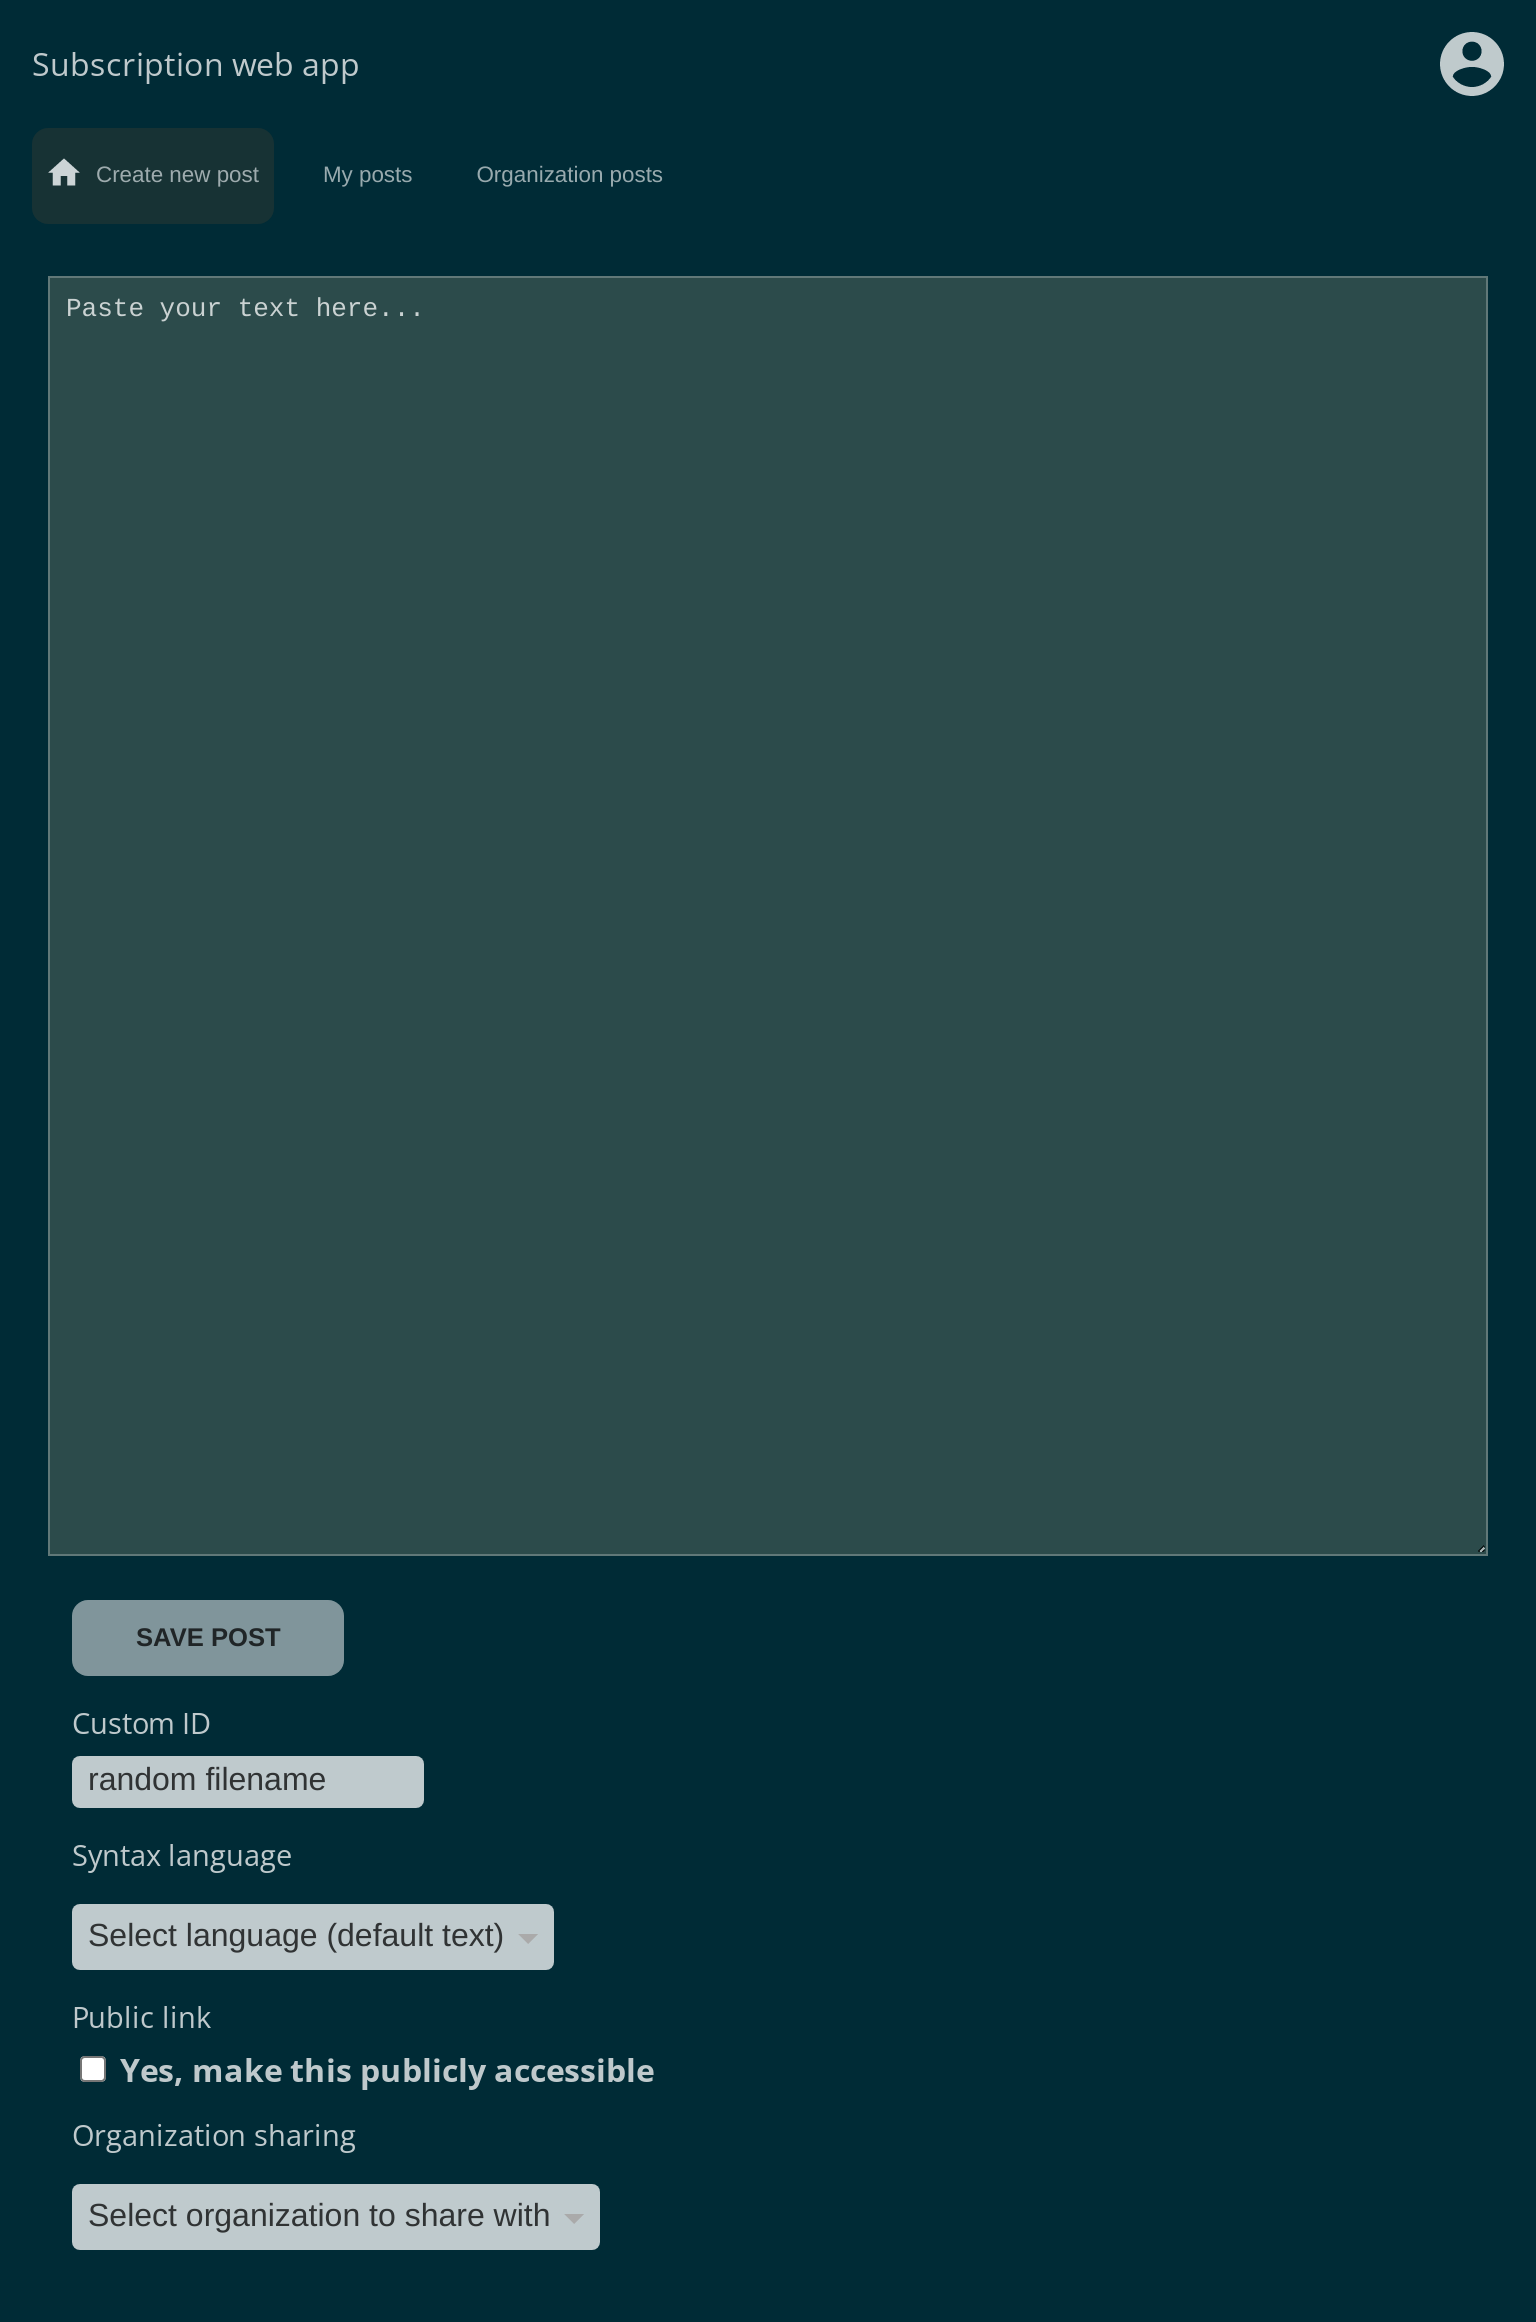 Subscription web app
Create new post
My posts
Organization posts
Paste your text here...
SAVE POST
Custom ID
random filename
Syntax language
Select language (default text)
Public link
Yes, make this publicly accessible
Organization sharing
Select organization to share with